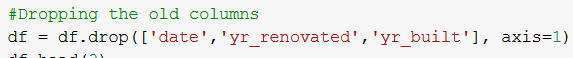 #Dropping the old columns
df = df.drop(['date','yr_renovated','yr_built'], axis=1)